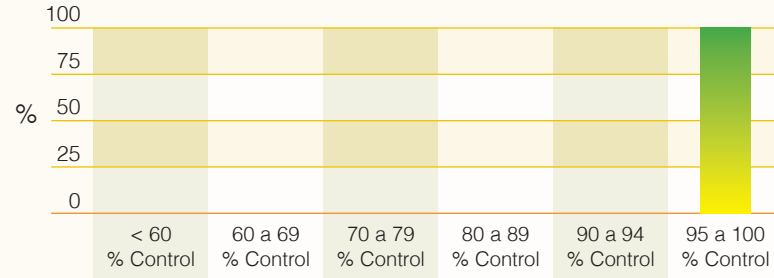 100
75
%
50
25
0
< 60
% Control
60 a 69
% Control
70 a 79
% Control
80 a 89
% Control
90 a 94
% Control
95 a 100
% Control